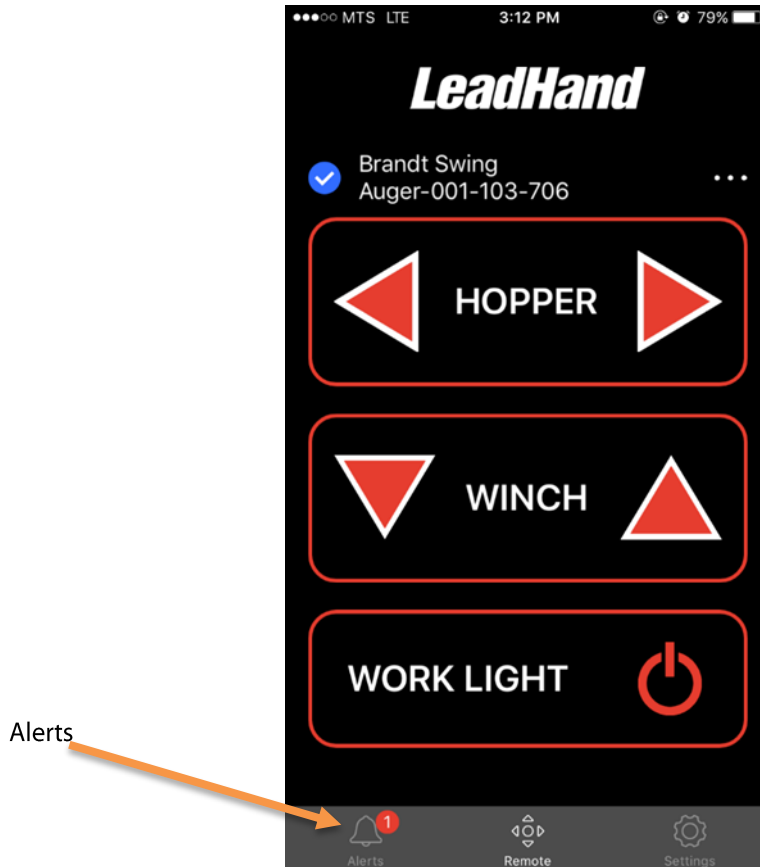 MTS LTE 3:12 PM 79%
LeadHand
Brandt Swing
Auger-001-103-706
HOPPER
WINCH
WORK LIGHT
Alerts
1
Alerts Remote Settings